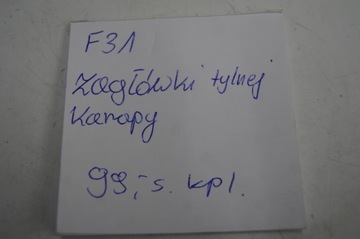 F31
Zagłówki tylnej
Kanapy
99,- s. kpl.